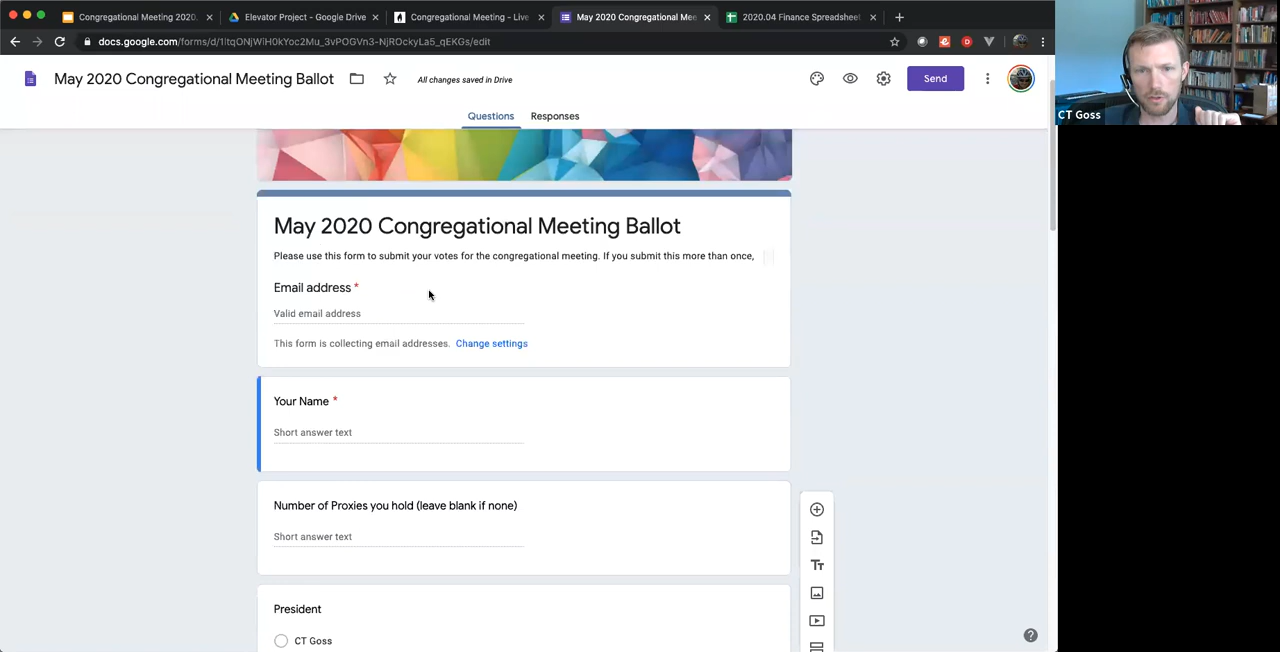 Congregational Meeting 2020.
Elevator Project - Google Drive
Congregational Meeting - Live
May 2020 Congregational Mee
2020.04 Finance Spreadsheet
docs.google.com/forms/d/1ltqONjWiH0kYoc2Mu_3vPOGVn3-NjROckyLa5_qEKGs/edit
May 2020 Congregational Meeting Ballot
All changes saved in Drive
Send
Questions
Responses
CT Goss
May 2020 Congregational Meeting Ballot
Please use this form to submit your votes for the congregational meeting. If you submit this more than once,
Email address *
Valid email address
This form is collecting email addresses. Change settings
Your Name *
Short answer text
Number of Proxies you hold (leave blank if none)
Short answer text
Tт
President
CT Goss